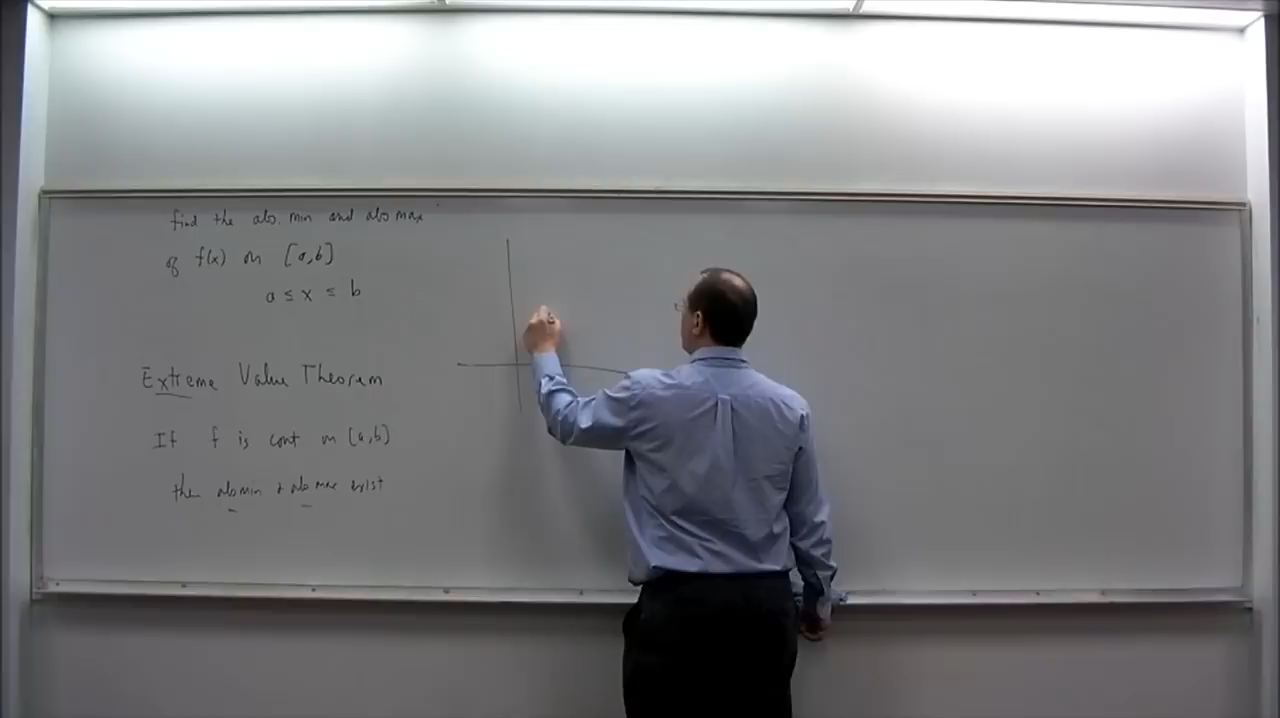 find the abs. min and abs max
of f(x) on [a,b]
a ≤ x ≤ b
Extreme Value Theorem
If f is cont on [a,b]
then abs min + abs max exist